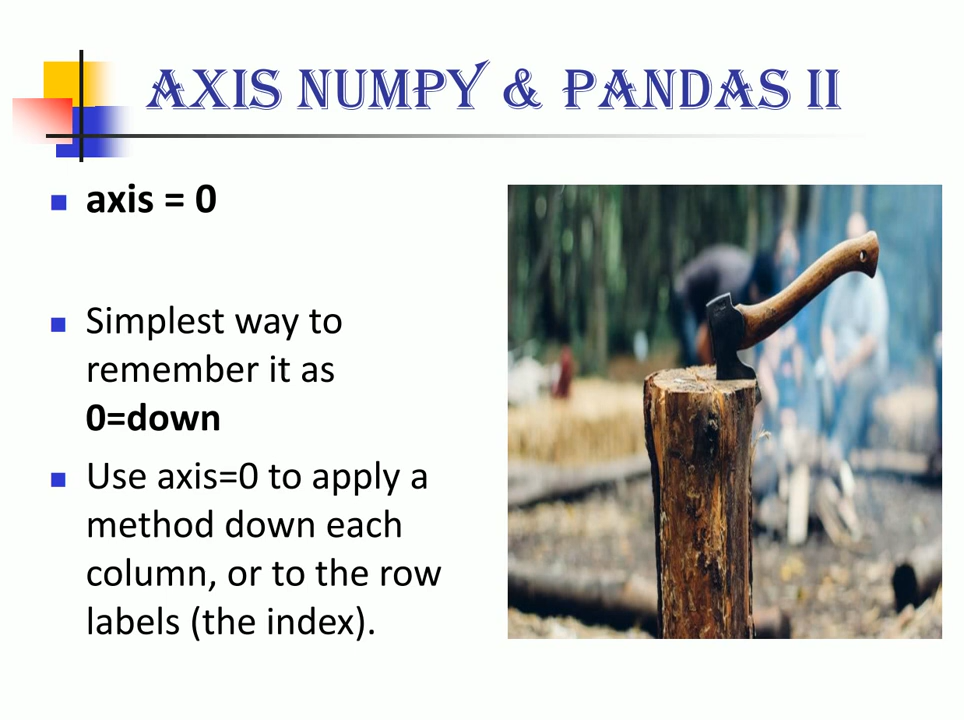 AXIS NUMPY & PANDAS II
axis = 0
Simplest way to
remember it as
0=down
Use axis=0 to apply a
method down each
column, or to the row
labels (the index).